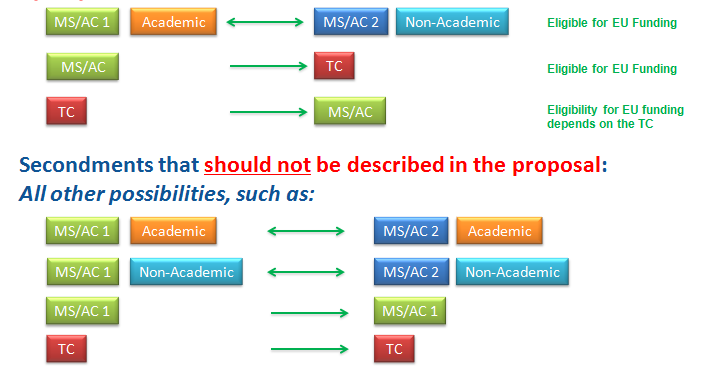 MS/AC 1 Academic MS/AC 2 Non-Academic Eligible for EU Funding
MS/AC TC Eligible for EU Funding
TC MS/AC Eligibility for EU funding
depends on the TC
Secondments that should not be described in the proposal:
All other possibilities, such as:
MS/AC 1 Academic MS/AC 2 Academic
MS/AC 1 Non-Academic MS/AC 2 Non-Academic
MS/AC 1 MS/AC 1
TC TC